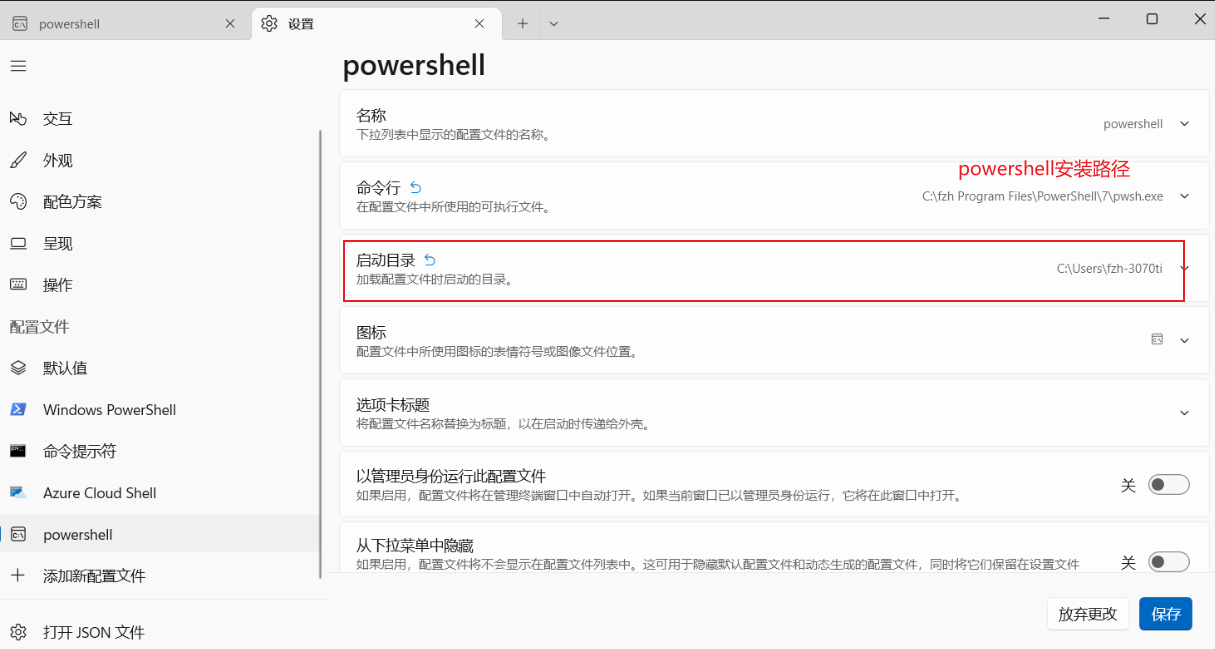 powershell
设置
powershell
交互
外观
配色方案
呈现
操作
配置文件
默认值
Windows PowerShell
命令提示符
Azure Cloud Shell
powershell
添加新配置文件
打开 JSON 文件
名称
下拉列表中显示的配置文件的名称。
powershell
powershell安装路径
命令行
在配置文件中所使用的可执行文件。
C:\fzh Program Files\PowerShell\7\pwsh.exe
启动目录
加载配置文件时启动的目录。
C:\Users\fzh-3070ti
图标
配置文件中所使用图标的表情符号或图像文件位置。
选项卡标题
将配置文件名称替换为标题，以在启动时传递给外壳。
以管理员身份运行此配置文件
如果启用，配置文件将在管理终端窗口中自动打开。如果当前窗口已以管理员身份运行，它将在此窗口中打开。
关
从下拉菜单中隐藏
如果启用，配置文件将不会显示在配置文件列表中。这可用于隐藏默认配置文件和动态生成的配置文件，同时将它们保留在设置文件
关
放弃更改
保存